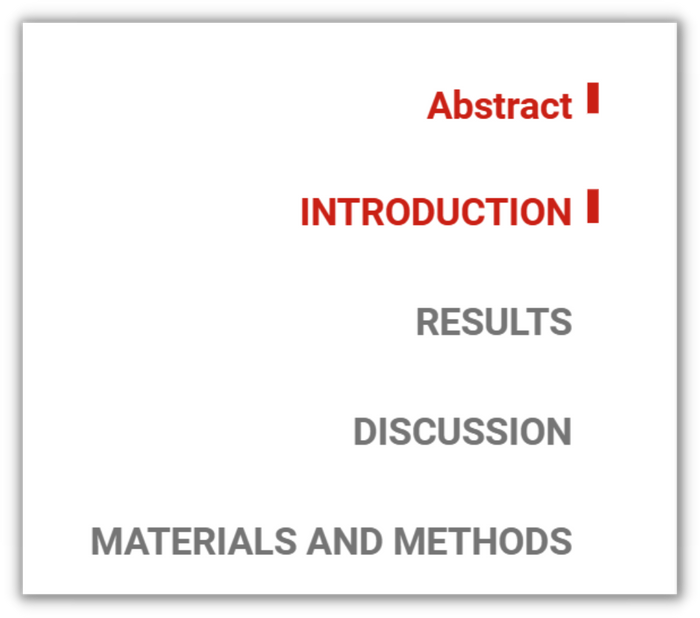 Abstract
INTRODUCTION
RESULTS
DISCUSSION
MATERIALS AND METHODS